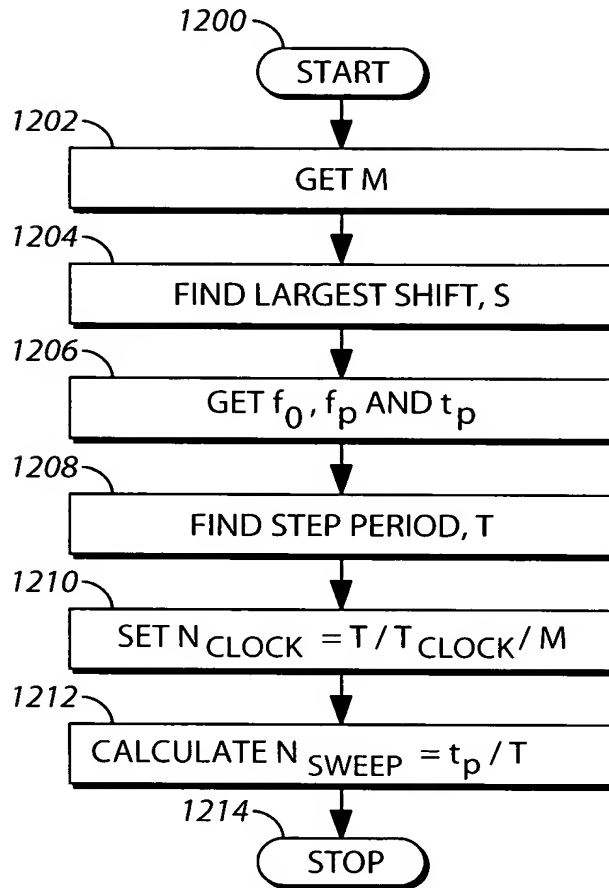 1200
START
1202
GET M
1204
FIND LARGEST SHIFT, S
1206
GET f0, fp AND tp
1208
FIND STEP PERIOD, T
1210
SET NCLOCK = T / TCLOCK / M
1212
CALCULATE NSWEEP = tp / T
1214
STOP